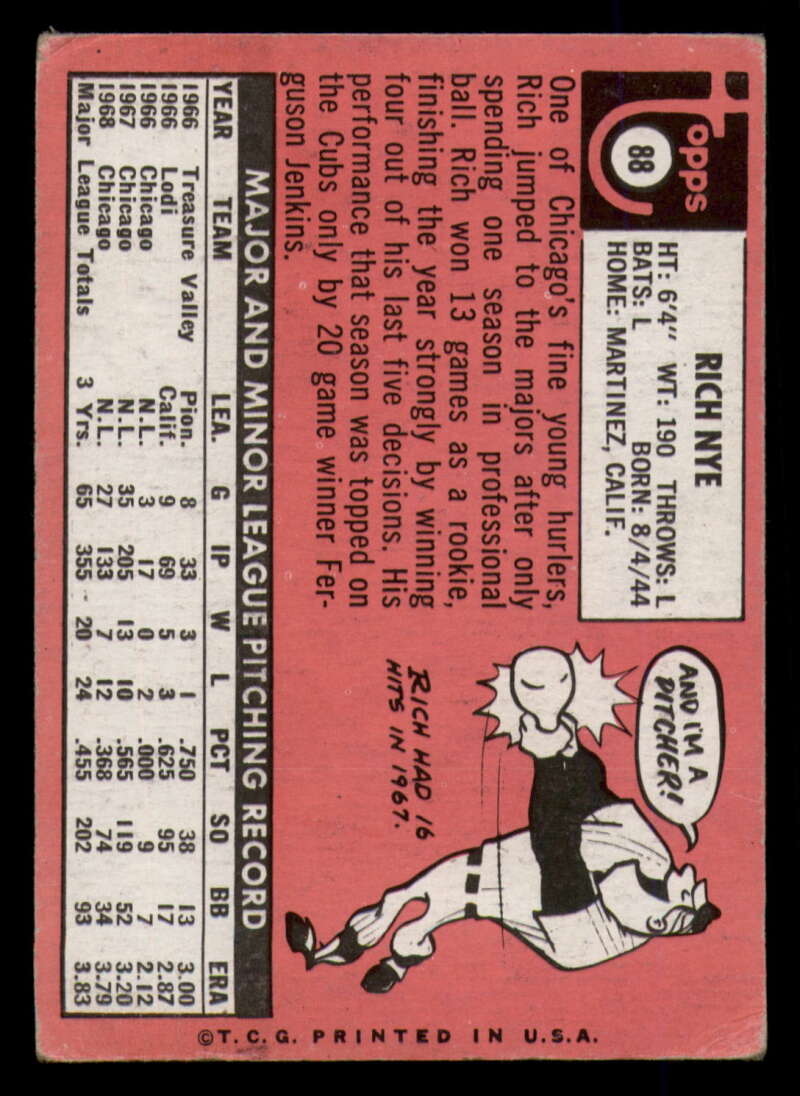 Topps
88
RICH NYE
HT: 6'4" WT: 190 THROWS: L
BATS: L BORN: 8/4/44
HOME: MARTINEZ, CALIF.
One of Chicago's fine young hurlers,
Rich jumped to the majors after only
spending one season in professional
ball. Rich won 13 games as a rookie,
finishing the year strongly by winning
four out of his last five decisions. His
performance that season was topped on
the Cubs only by 20 game winner Fer-
guson Jenkins.
AND I'M A
PITCHER!
RICH HAD 16
HITS IN 1967.
MAJOR AND MINOR LEAGUE PITCHING RECORD
YEAR TEAM LEA. G IP W L PCT SO BB ERA
1966 Treasure Valley Pion. 8 33 3 1 .750 38 13 3.00
1966 Lodi Calif. 9 69 5 3 .625 95 17 2.87
1966 Chicago N.L. 3 17 0 2 .000 9 7 2.12
1967 Chicago N.L. 35 205 13 10 .565 119 52 3.20
1968 Chicago N.L. 27 133 7 12 .368 74 34 3.79
Major League Totals 3 Yrs. 65 355 20 24 .455 202 93 3.83
©T.C.G. PRINTED IN U.S.A.